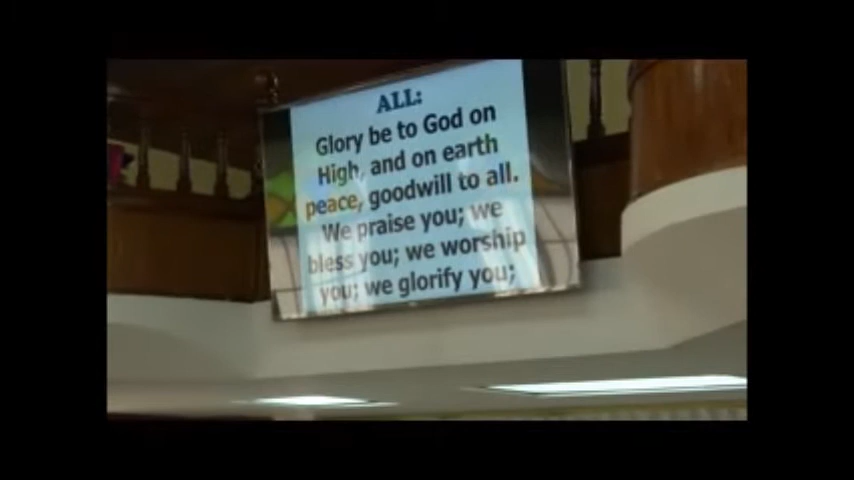 ALL:
Glory be to God on
High, and on earth
peace, goodwill to all.
We praise you; we
bless you; we worship
you; we glorify you;